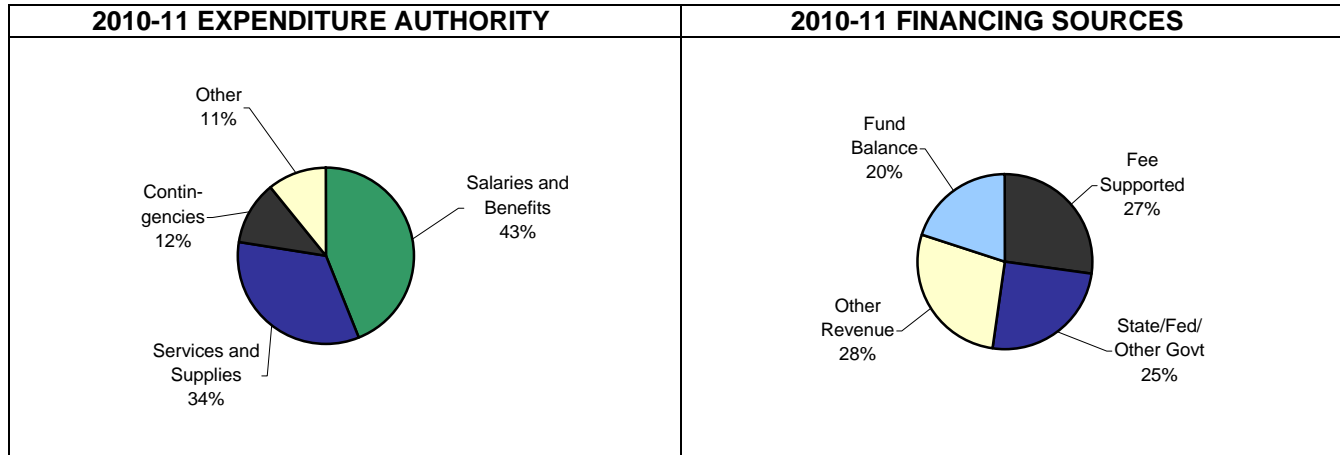 2010-11 EXPENDITURE AUTHORITY
2010-11 FINANCING SOURCES
Other
11%
Contin-
gencies
12%
Salaries and
Benefits
43%
Services and
Supplies
34%
Fund
Balance
20%
Fee
Supported
27%
Other
Revenue
28%
State/Fed/
Other Govt
25%